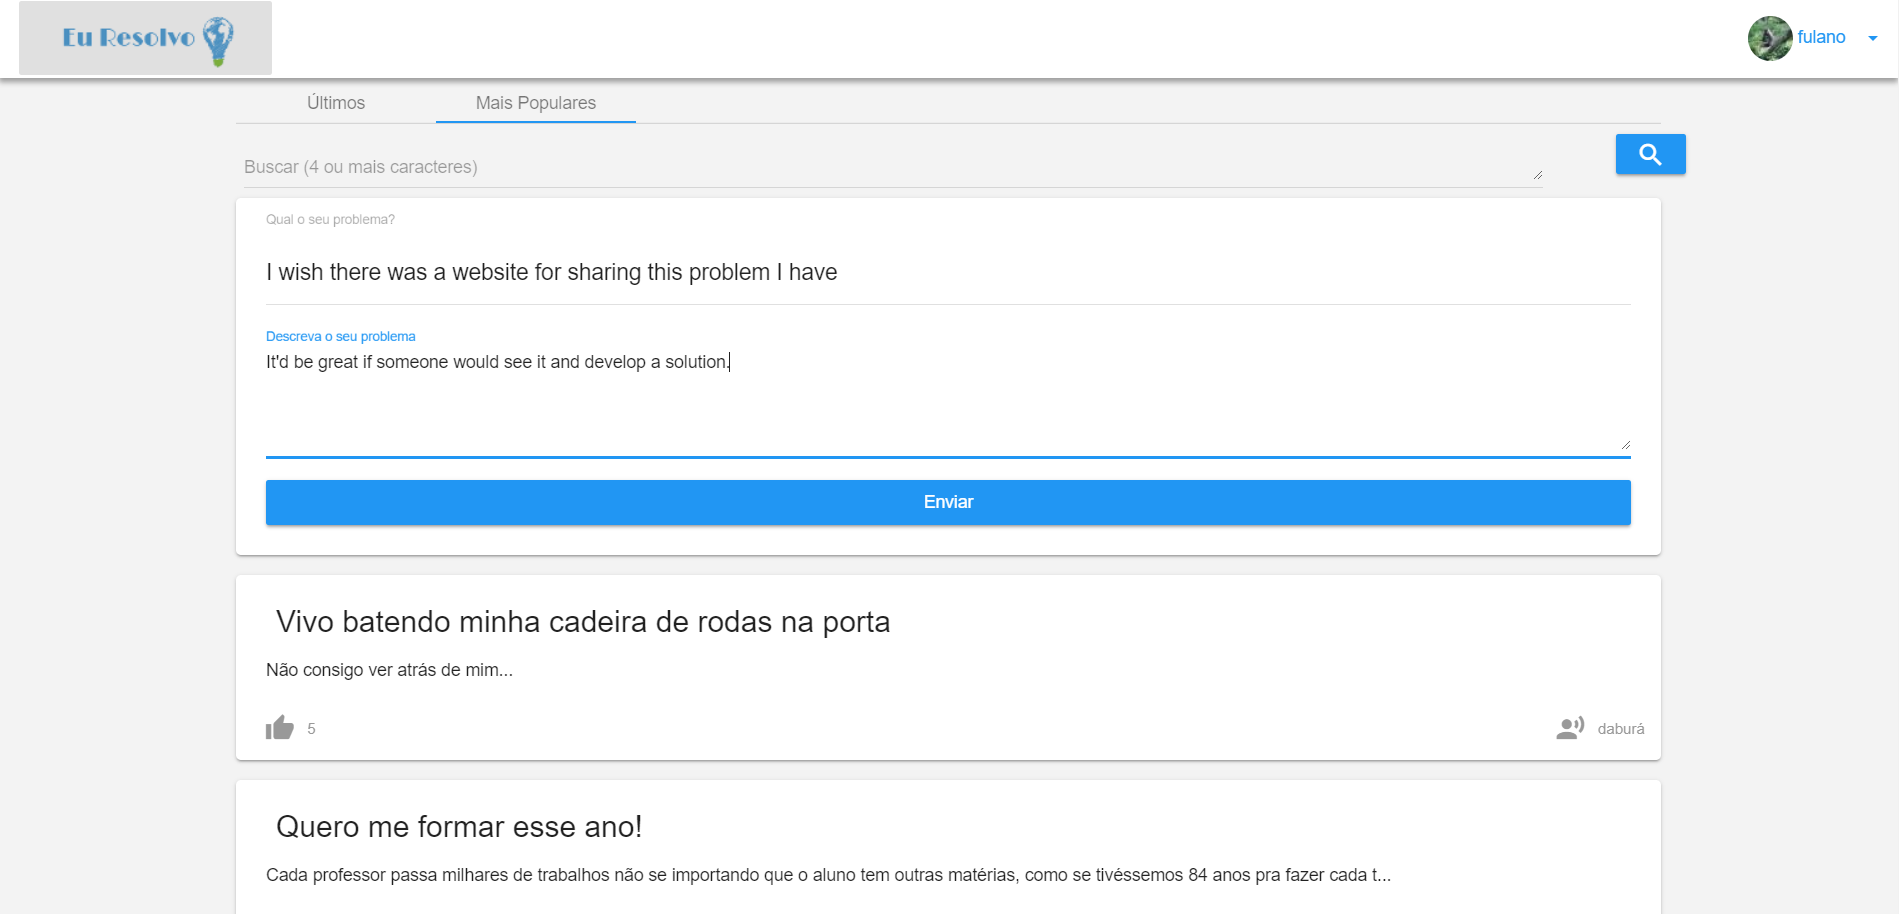 Eu Resolvo
fulano
Últimos
Mais Populares
Buscar (4 ou mais caracteres)
Qual o seu problema?
I wish there was a website for sharing this problem I have
Descreva o seu problema
It'd be great if someone would see it and develop a solution.
Enviar
Vivo batendo minha cadeira de rodas na porta
Não consigo ver atrás de mim...
5
daburá
Quero me formar esse ano!
Cada professor passa milhares de trabalhos não se importando que o aluno tem outras matérias, como se tivéssemos 84 anos pra fazer cada t...